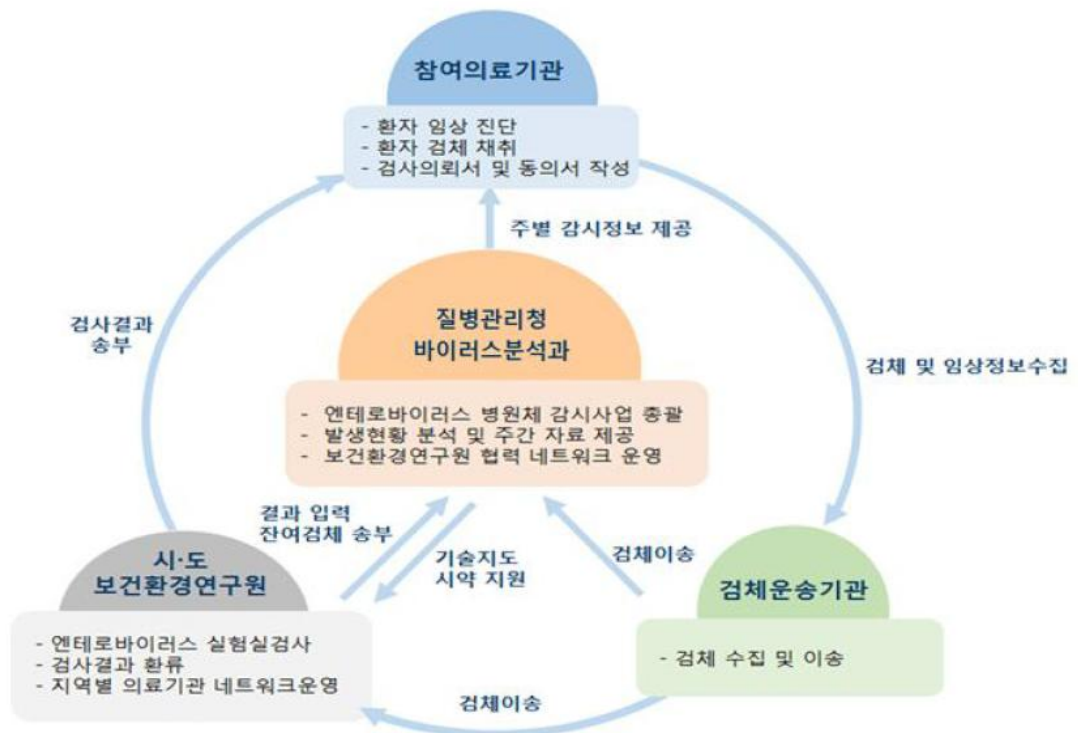 참여의료기관
- 환자 임상 진단
- 환자 검체 채취
- 검사의뢰서 및 동의서 작성
주별 감시정보 제공
검사결과
송부
질병관리청
바이러스분석과
검체 및 임상정보수집
- 엔테로바이러스 병원체 감시사업 총괄
- 발생현황 분석 및 주간 자료 제공
- 보건환경연구원 협력 네트워크 운영
결과 입력
잔여검체 송부
기술지도
시약 지원
검체이송
시·도
보건환경연구원
검체운송기관
- 엔테로바이러스 실험실검사
- 검사결과 환류
- 지역별 의료기관 네트워크운영
- 검체 수집 및 이송
검체이송